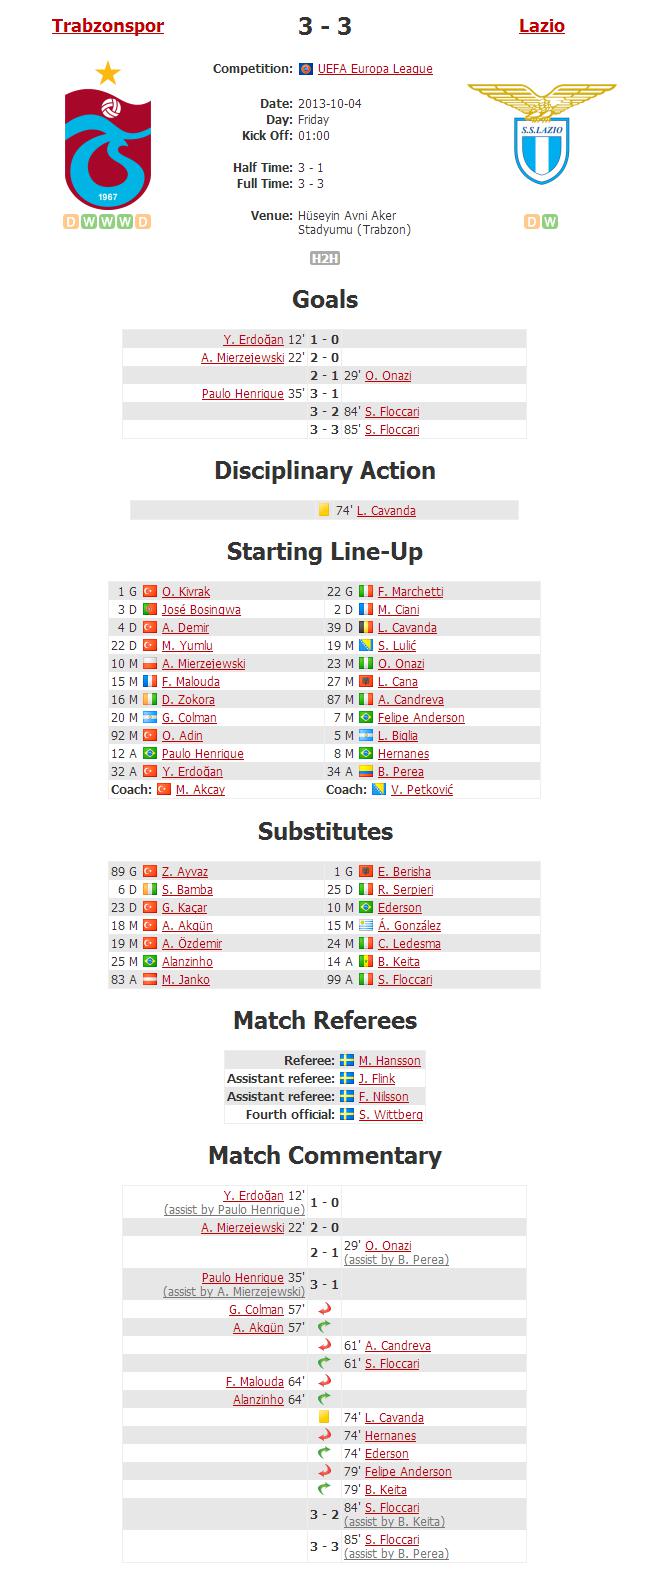 Trabzonspor 3 - 3 Lazio
Competition: UEFA Europa League
Date: 2013-10-04
Day: Friday
Kick Off: 01:00
Half Time: 3 - 1
Full Time: 3 - 3
Venue: Hüseyin Avni Aker
Stadyumu (Trabzon)
1967
S.S.LAZIO
D W W W D
D W
H2H
Goals
Y. Erdoğan 12' 1 - 0
A. Mierzejewski 22' 2 - 0
2 - 1 29' O. Onazi
Paulo Henrique 35' 3 - 1
3 - 2 84' S. Floccari
3 - 3 85' S. Floccari
Disciplinary Action
74' L. Cavanda
Starting Line-Up
1 G O. Kivrak 22 G F. Marchetti
3 D José Bosingwa 2 D M. Ciani
4 D A. Demir 39 D L. Cavanda
22 D M. Yumlu 19 M S. Lulić
10 M A. Mierzejewski 23 M O. Onazi
15 M F. Malouda 27 M L. Cana
16 M D. Zokora 87 M A. Candreva
20 M G. Colman 7 M Felipe Anderson
92 M O. Adin 5 M L. Biglia
12 A Paulo Henrique 8 M Hernanes
32 A Y. Erdoğan 34 A B. Perea
Coach: M. Akcay Coach: V. Petković
Substitutes
89 G Z. Ayvaz 1 G E. Berisha
6 D S. Bamba 25 D R. Serpieri
23 D G. Kaçar 10 M Ederson
18 M A. Akgün 15 M Á. González
19 M A. Özdemir 24 M C. Ledesma
25 M Alanzinho 14 A B. Keita
83 A M. Janko 99 A S. Floccari
Match Referees
Referee: M. Hansson
Assistant referee: J. Flink
Assistant referee: F. Nilsson
Fourth official: S. Wittberg
Match Commentary
Y. Erdoğan 12' 1 - 0
(assist by Paulo Henrique)
A. Mierzejewski 22' 2 - 0
2 - 1 29' O. Onazi
(assist by B. Perea)
Paulo Henrique 35' 3 - 1
(assist by A. Mierzejewski)
G. Colman 57'
A. Akgün 57'
61' A. Candreva
61' S. Floccari
F. Malouda 64'
Alanzinho 64'
74' L. Cavanda
74' Hernanes
74' Ederson
79' Felipe Anderson
79' B. Keita
3 - 2 84' S. Floccari
(assist by B. Keita)
3 - 3 85' S. Floccari
(assist by B. Perea)